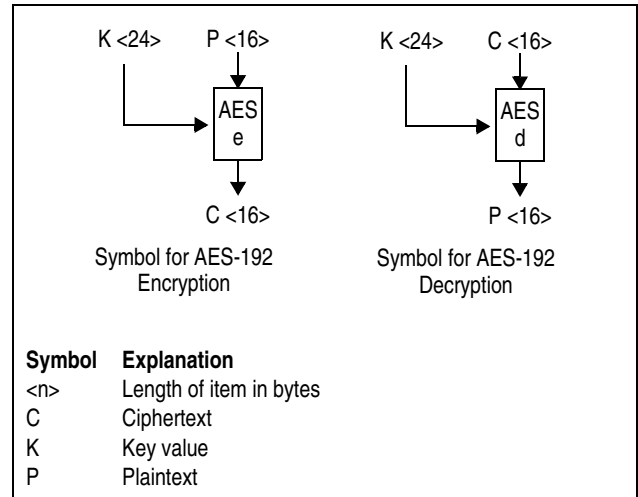 K <24> P <16>
AES
e
C <16>
Symbol for AES-192
Encryption
K <24> C <16>
AES
d
P <16>
Symbol for AES-192
Decryption
Symbol Explanation
<n> Length of item in bytes
C Ciphertext
K Key value
P Plaintext